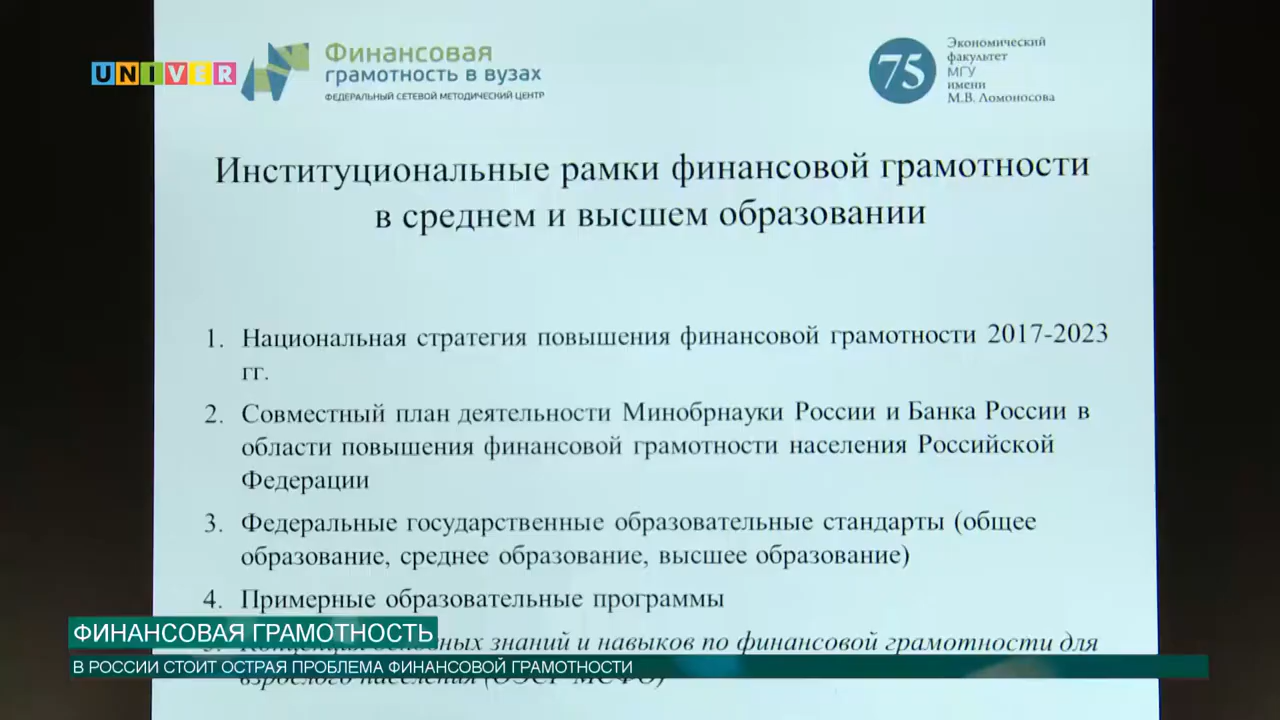 UNIVER
Финансовая
грамотность в вузах
ФЕДЕРАЛЬНЫЙ СЕТЕВОЙ МЕТОДИЧЕСКИЙ ЦЕНТР
75
Экономический
факультет
МГУ
имени
М.В. Ломоносова
Институциональные рамки финансовой грамотности
в среднем и высшем образовании
1. Национальная стратегия повышения финансовой грамотности 2017-2023
гг.
2. Совместный план деятельности Минобрнауки России и Банка России в
области повышения финансовой грамотности населения Российской
Федерации
3. Федеральные государственные образовательные стандарты (общее
образование, среднее образование, высшее образование)
4. Примерные образовательные программы
знаний и навыков по финансовой грамотности для
ФИНАНСОВАЯ ГРАМОТНОСТЬ
В РОССИИ СТОИТ ОСТРАЯ ПРОБЛЕМА ФИНАНСОВОЙ ГРАМОТНОСТИ